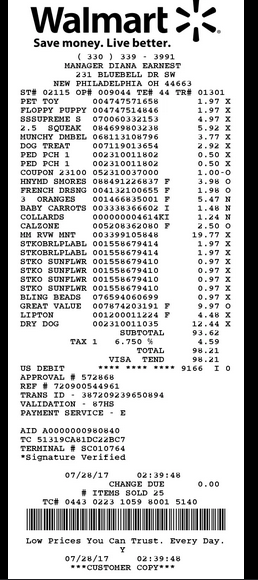 Walmart
Save money. Live better.
( 330 ) 339 - 3991
MANAGER DIANA EARNEST
231 BLUEBELL DR SW
NEW PHILADELPHIA OH 44663
ST# 02115 OP# 009044 TE# 44 TR# 01301
PET TOY 004747571658 1.97 X
FLOPPY PUPPY 004747514846 1.97 X
SSSUPREME S 070060332153 4.97 X
2.5 SQUEAK 084699803238 5.92 X
MUNCHY DMBEL 068113108796 3.77 X
DOG TREAT 007119013654 2.92 X
PED PCH 1 002310011802 0.50 X
PED PCH 1 002310011802 0.50 X
COUPON 23100 052310037000 1.00-O
HNYMD SMORES 088491226837 F 3.98 O
FRENCH DRSNG 004132100655 F 1.98 O
3 ORANGES 001466835001 F 5.47 N
BABY CARROTS 003338366602 I 1.48 N
COLLARDS 000000004614KI 1.24 N
CALZONE 005208362080 F 2.50 O
MM RVW MNT 003399105848 19.77 X
STKOBRLPLABL 001558679414 1.97 X
STKOBRLPLABL 001558679414 1.97 X
STKO SUNFLWR 001558679410 0.97 X
STKO SUNFLWR 001558679410 0.97 X
STKO SUNFLWR 001558679410 0.97 X
STKO SUNFLWR 001558679410 0.97 X
BLING BEADS 076594060699 0.97 X
GREAT VALUE 007874203191 F 9.97 O
LIPTON 001200011224 F 4.48 X
DRY DOG 002310011035 12.44 X
SUBTOTAL 93.62
TAX 1 6.750 % 4.59
TOTAL 98.21
VISA TEND 98.21
US DEBIT **** **** **** 9166 I 0
APPROVAL # 572868
REF # 720900544961
TRANS ID - 387209239650894
VALIDATION - 87HS
PAYMENT SERVICE - E
AID A0000000980840
TC 51319CA81DC22BC7
TERMINAL # SC010764
*Signature Verified
07/28/17 02:39:48
CHANGE DUE 0.00
# ITEMS SOLD 25
TC# 0443 0223 1059 8001 5140
Low Prices You Can Trust. Every Day.
Y
07/28/17 02:39:48
***CUSTOMER COPY***